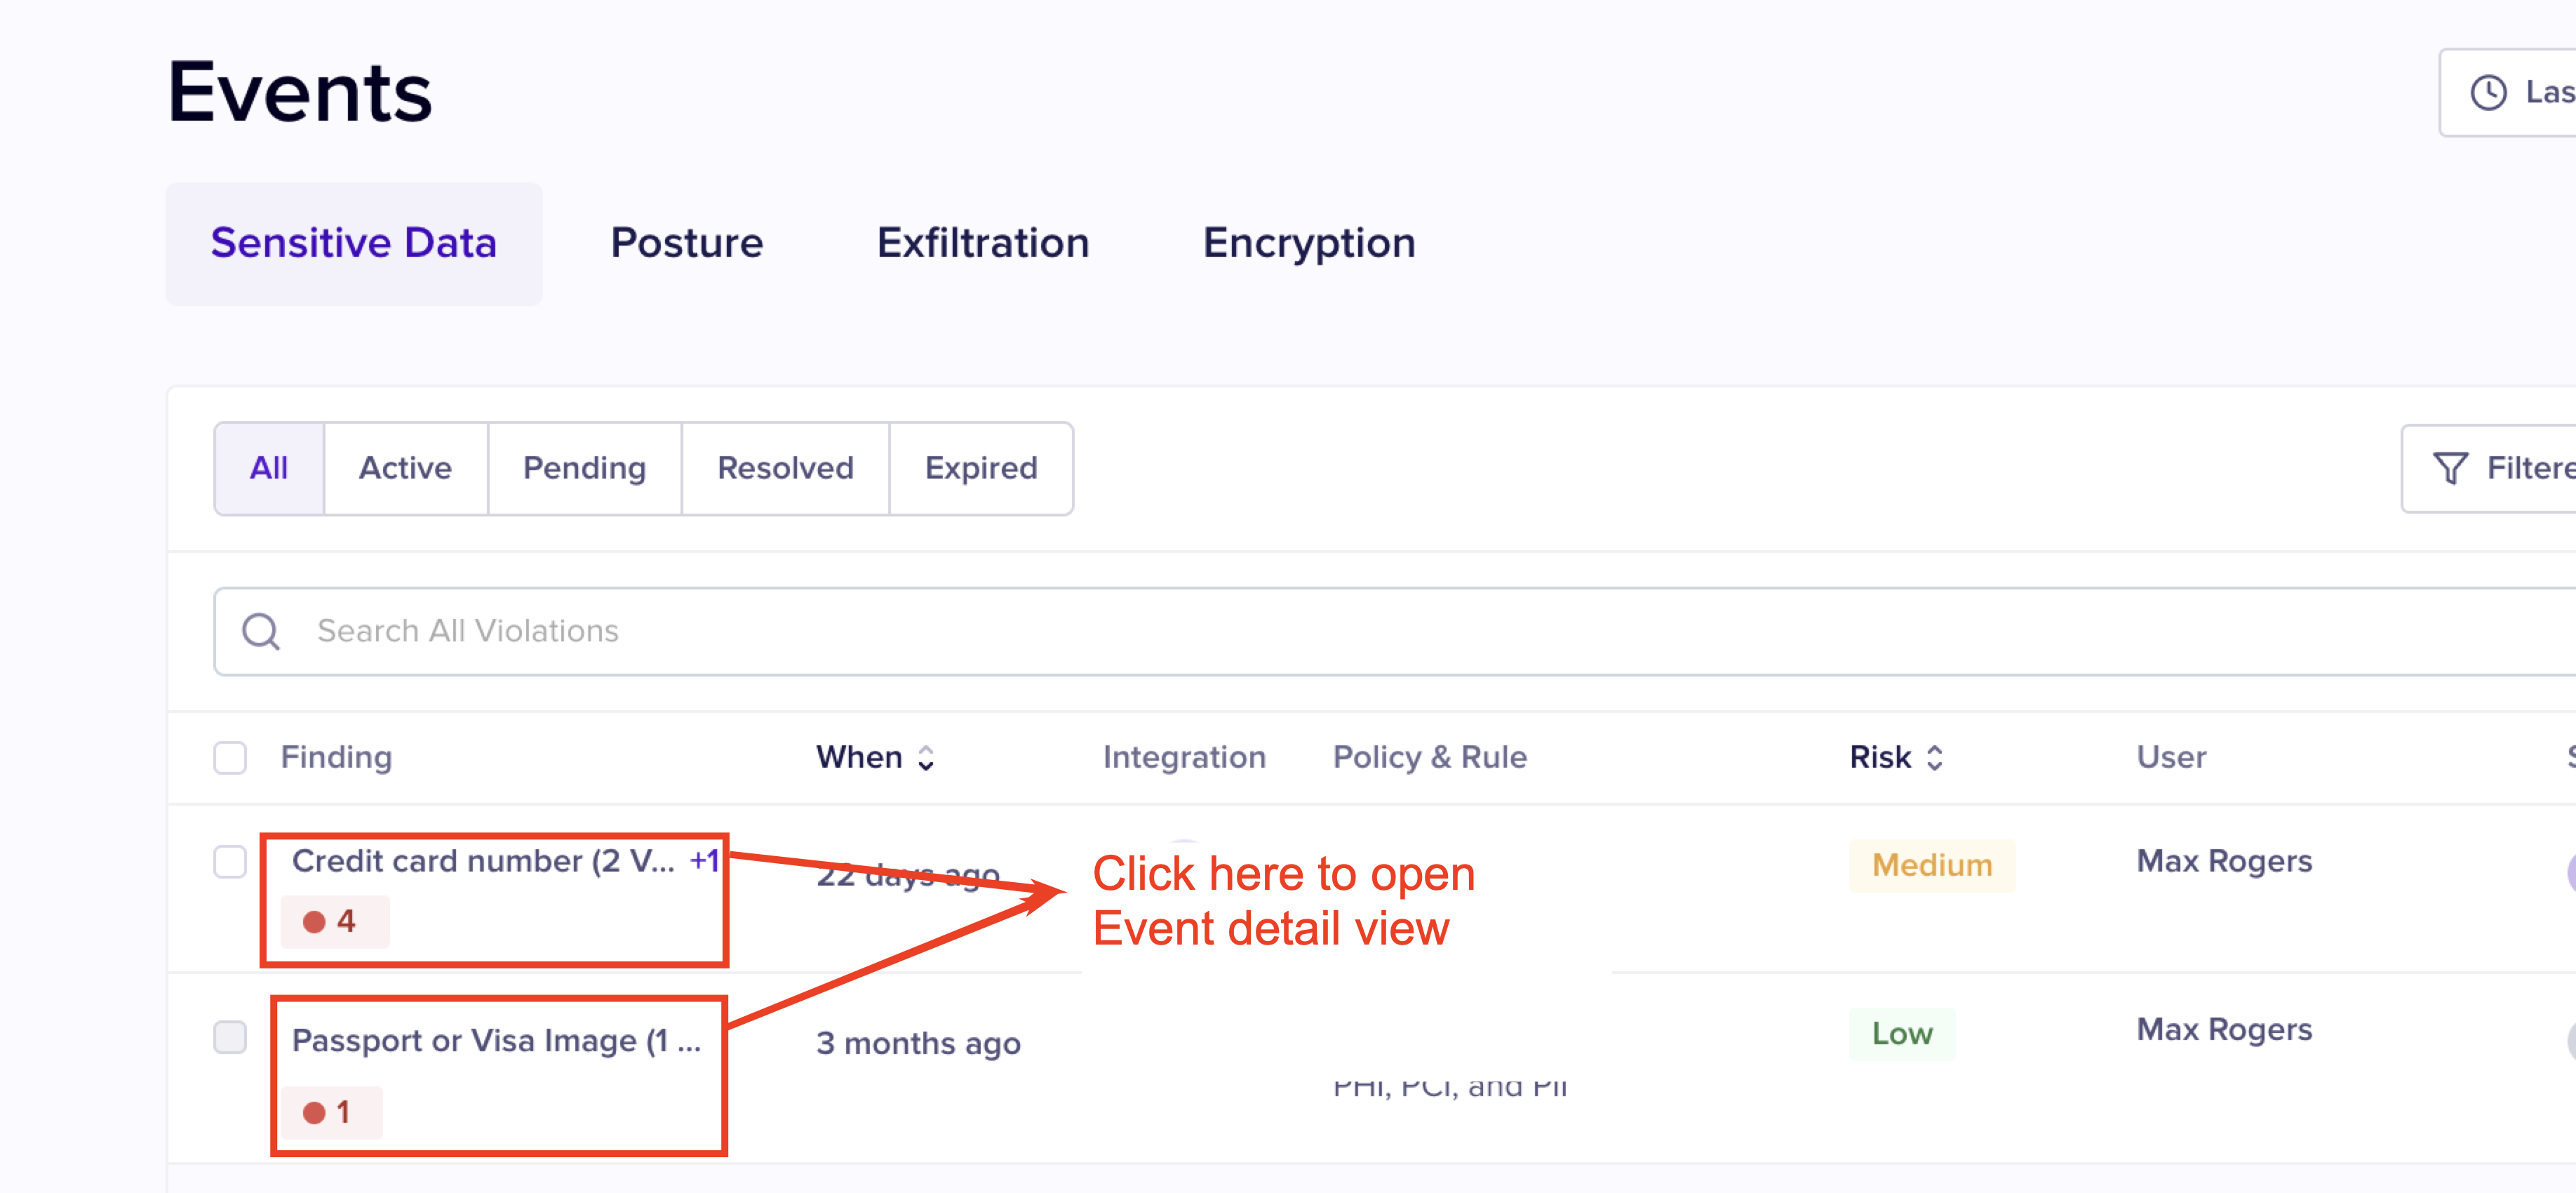 Events
Las
Sensitive Data Posture Exfiltration Encryption
All Active Pending Resolved Expired
Filtere
Search All Violations
Finding When Integration Policy & Rule Risk User S
Credit card number (2 V... +1 22 days ago Medium Max Rogers
4
Click here to open
Event detail view
Passport or Visa Image (1 ... 3 months ago Low Max Rogers
PHI, PCI, and PII
1